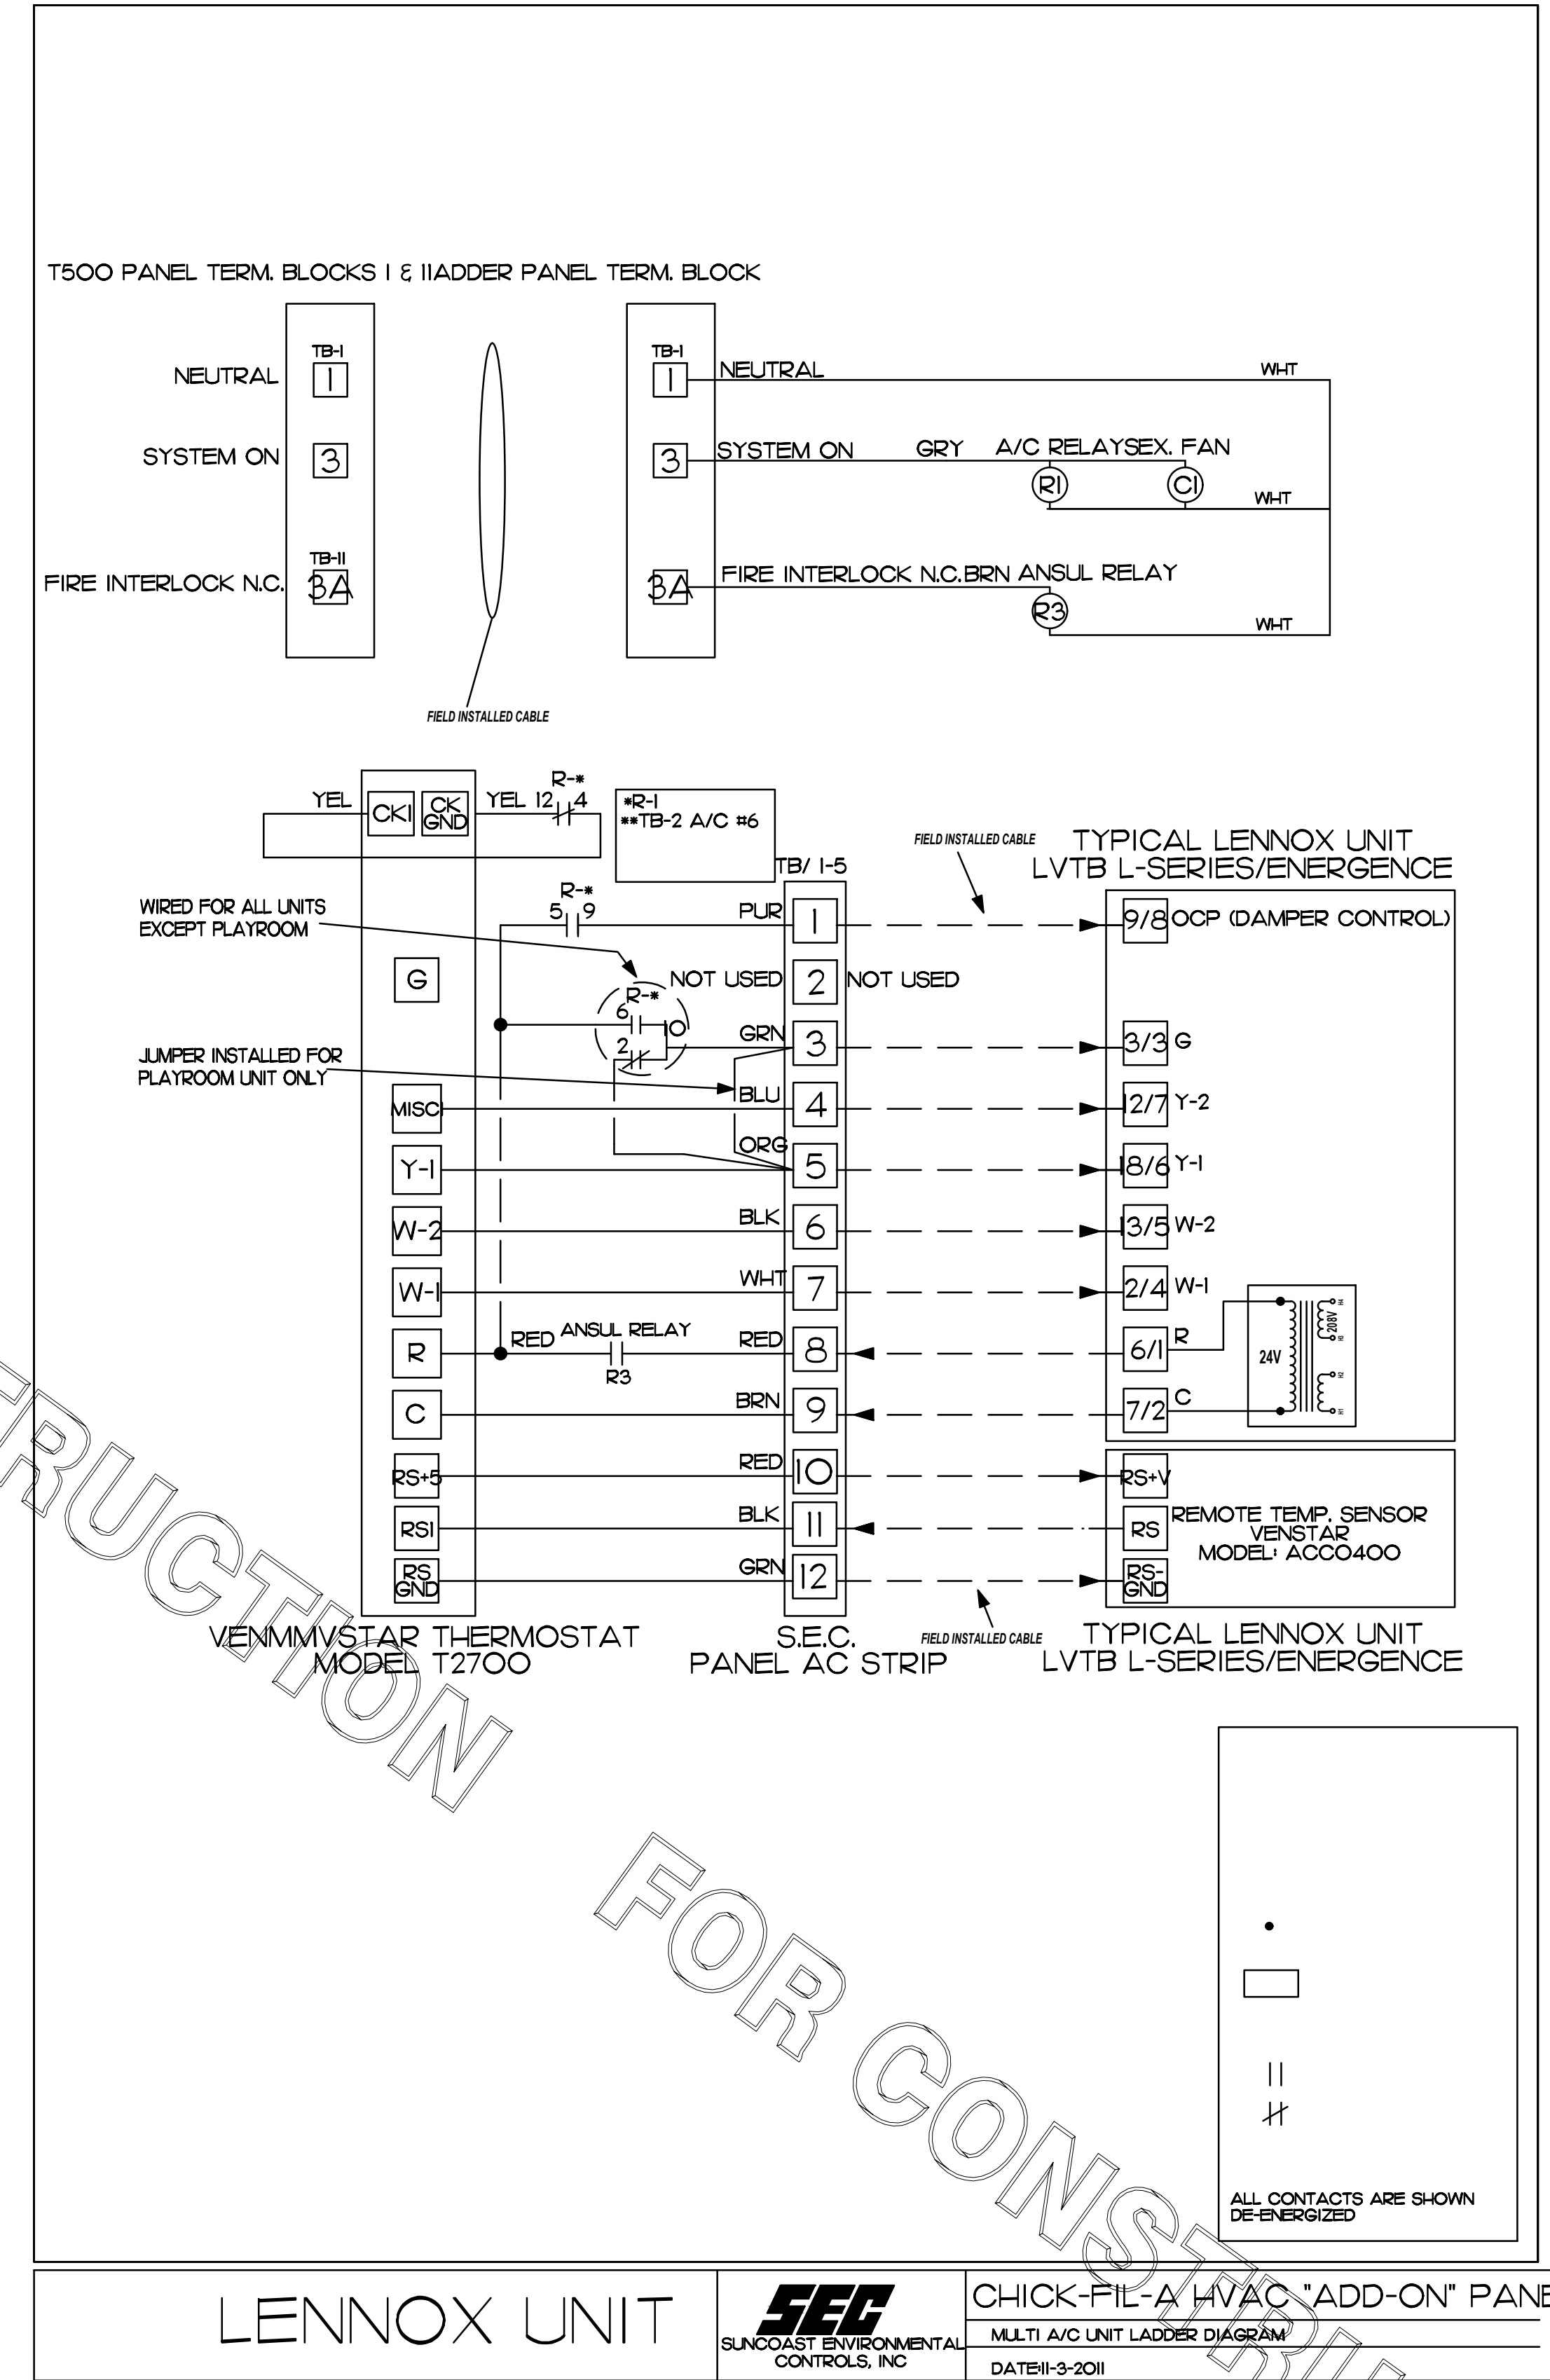 T500 PANEL TERM. BLOCKS I & II ADDER PANEL TERM. BLOCK
TB-I
TB-I
NEUTRAL
1
1
NEUTRAL
WHT
SYSTEM ON
3
3
SYSTEM ON
GRY
A/C RELAYS EX. FAN
R1
C1
WHT
TB-II
FIRE INTERLOCK N.C.
3A
3A
FIRE INTERLOCK N.C. BRN ANSUL RELAY
R3
WHT
FIELD INSTALLED CABLE
YEL
CK1
CK
GND
YEL
12
R-*
4
*R-1
**TB-2 A/C #6
TB/ 1-5
FIELD INSTALLED CABLE
TYPICAL LENNOX UNIT
LVTB L-SERIES/ENERGENCE
WIRED FOR ALL UNITS
EXCEPT PLAYROOM
R-*
5
9
PUR
1
9/8
OCP (DAMPER CONTROL)
G
NOT USED
2
NOT USED
R-*
6
10
2
GRN
3
3/3
G
JUMPER INSTALLED FOR
PLAYROOM UNIT ONLY
MISC1
BLU
4
12/7
Y-2
Y-1
ORG
5
18/6
Y-1
W-2
BLK
6
13/5
W-2
W-1
WHT
7
2/4
W-1
R
RED
ANSUL RELAY
R3
RED
8
6/1
R
24V
208V
H4
H3
H2
H1
C
BRN
9
7/2
C
RS+5
RED
10
RS+V
RS1
BLK
11
RS
REMOTE TEMP. SENSOR
VENSTAR
MODEL: ACC0400
RS
GND
GRN
12
RS-
GND
VENMMVSTAR THERMOSTAT
MODEL T2700
S.E.C.
PANEL AC STRIP
FIELD INSTALLED CABLE
TYPICAL LENNOX UNIT
LVTB L-SERIES/ENERGENCE
TRUCTION FOR CONSTRU
ALL CONTACTS ARE SHOWN
DE-ENERGIZED
LENNOX UNIT
SEC
SUNCOAST ENVIRONMENTAL
CONTROLS, INC
CHICK-FIL-A HVAC "ADD-ON" PANE
MULTI A/C UNIT LADDER DIAGRAM
DATE:11-3-2011